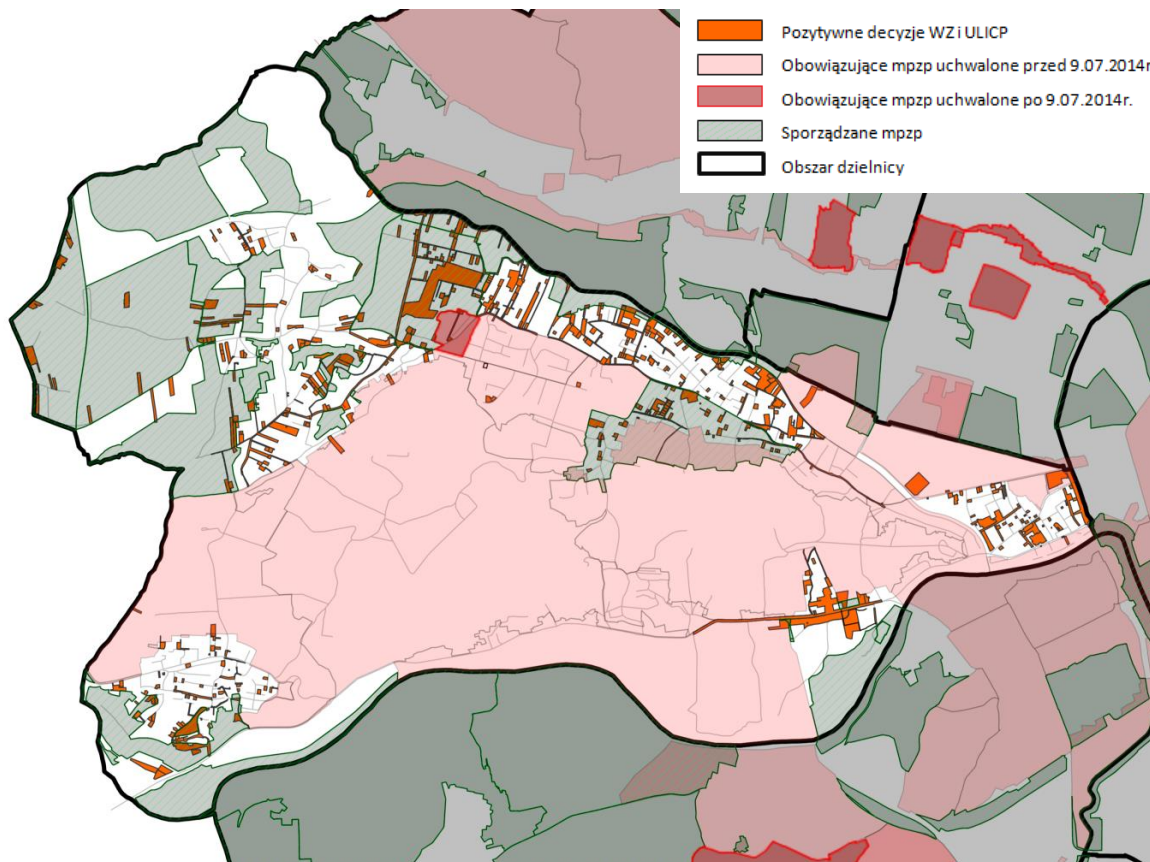 Pozytywne decyzje WZ i ULICP
Obowiązujące mpzp uchwalone przed 9.07.2014r
Obowiązujące mpzp uchwalone po 9.07.2014r.
Sporządzane mpzp
Obszar dzielnicy